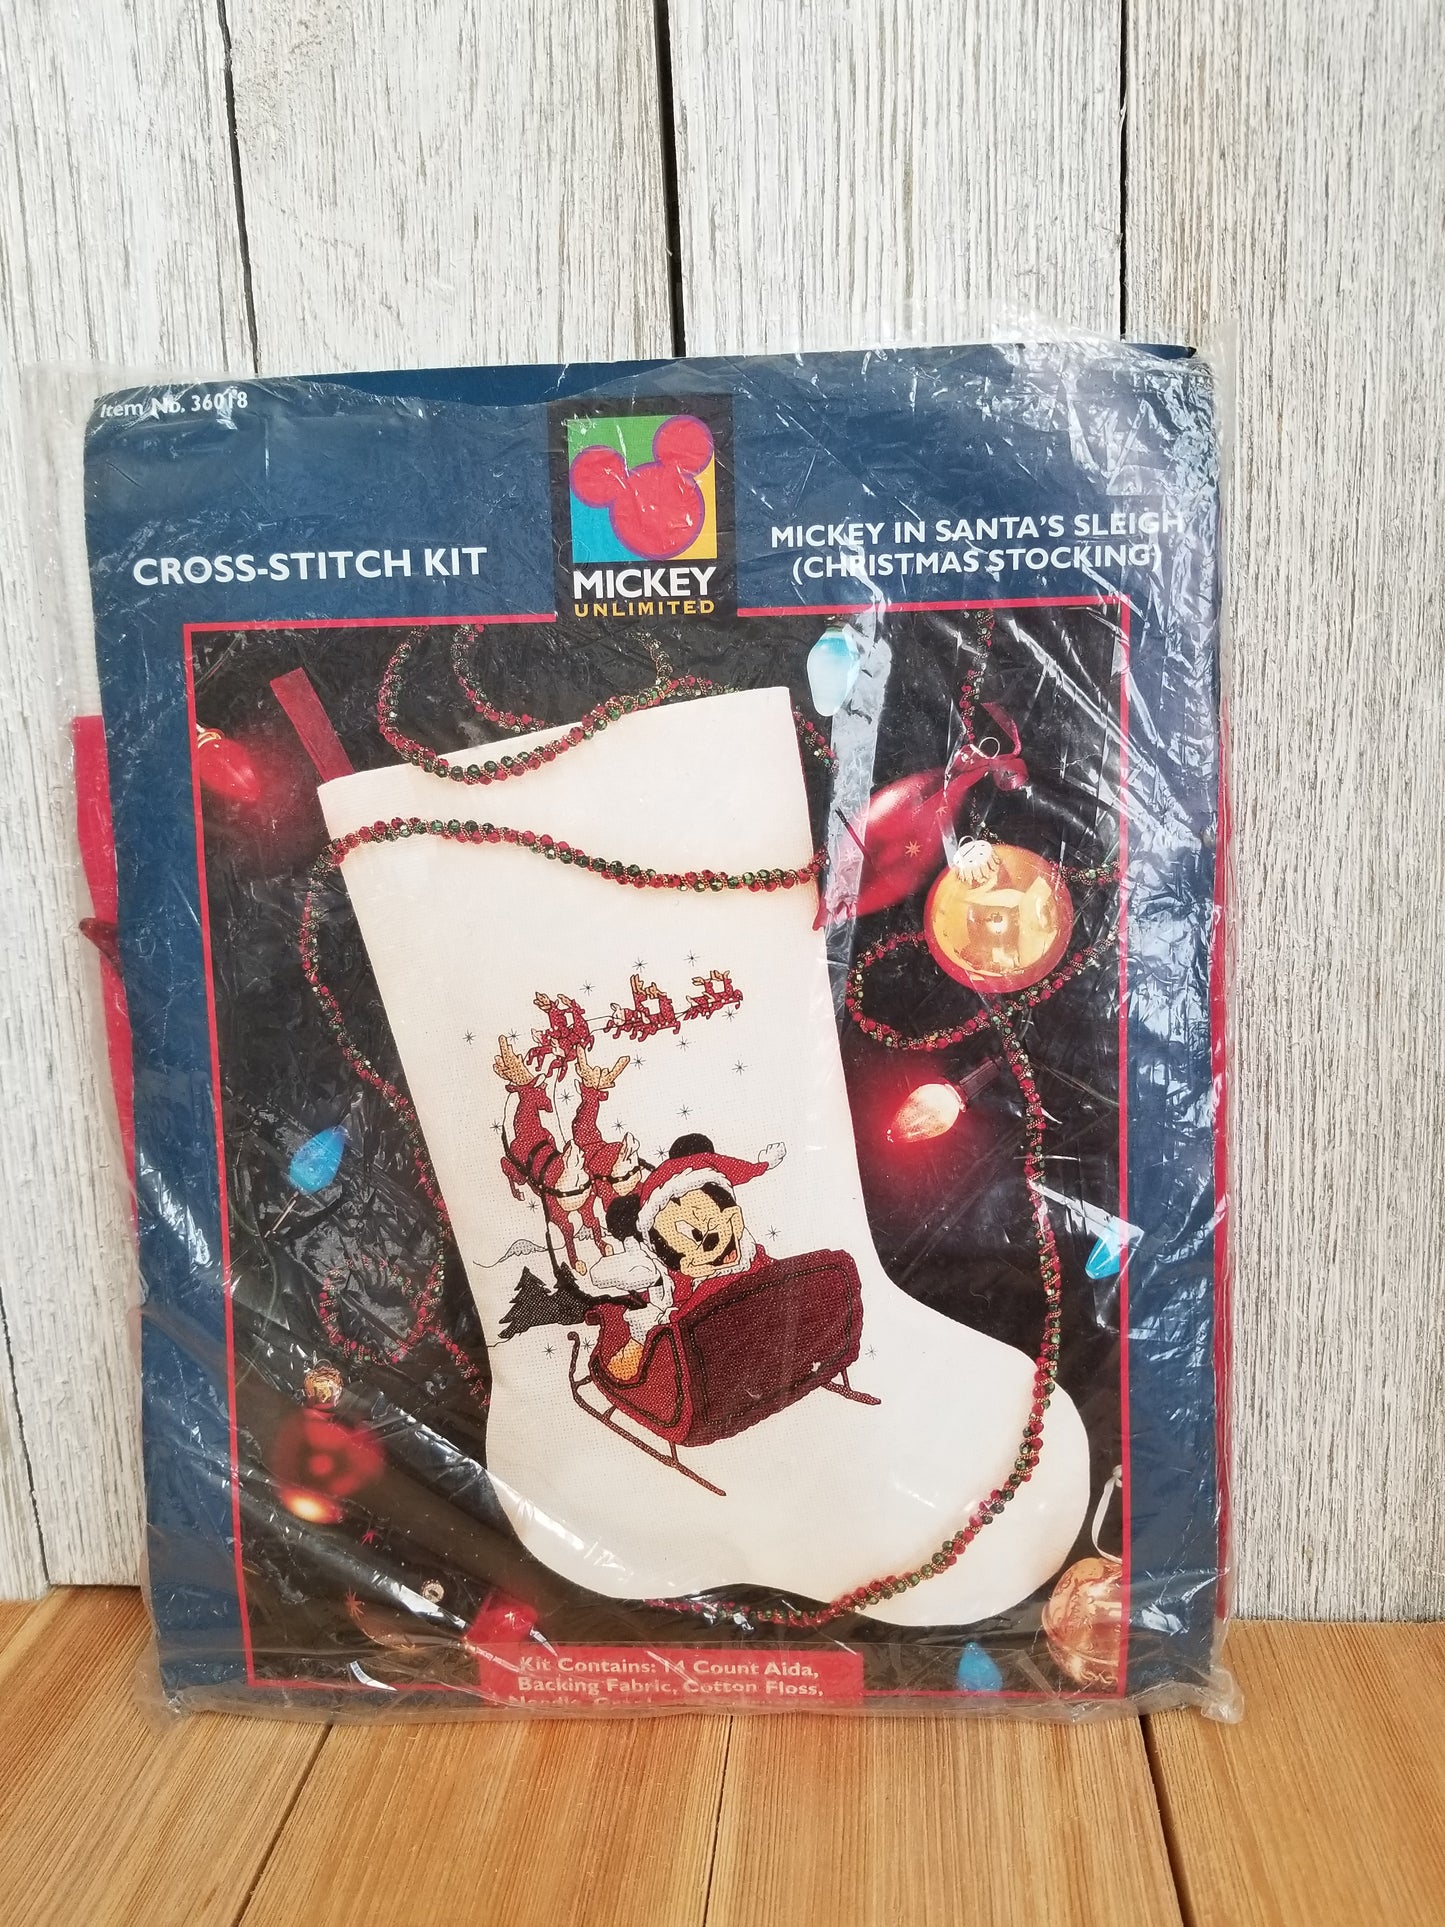 Item No. 36018
CROSS-STITCH KIT
MICKEY
UNLIMITED
MICKEY IN SANTA'S SLEIGH
(CHRISTMAS STOCKING)
Kit Contains: 14 Count Aida,
Backing Fabric, Cotton Floss,
Needle,